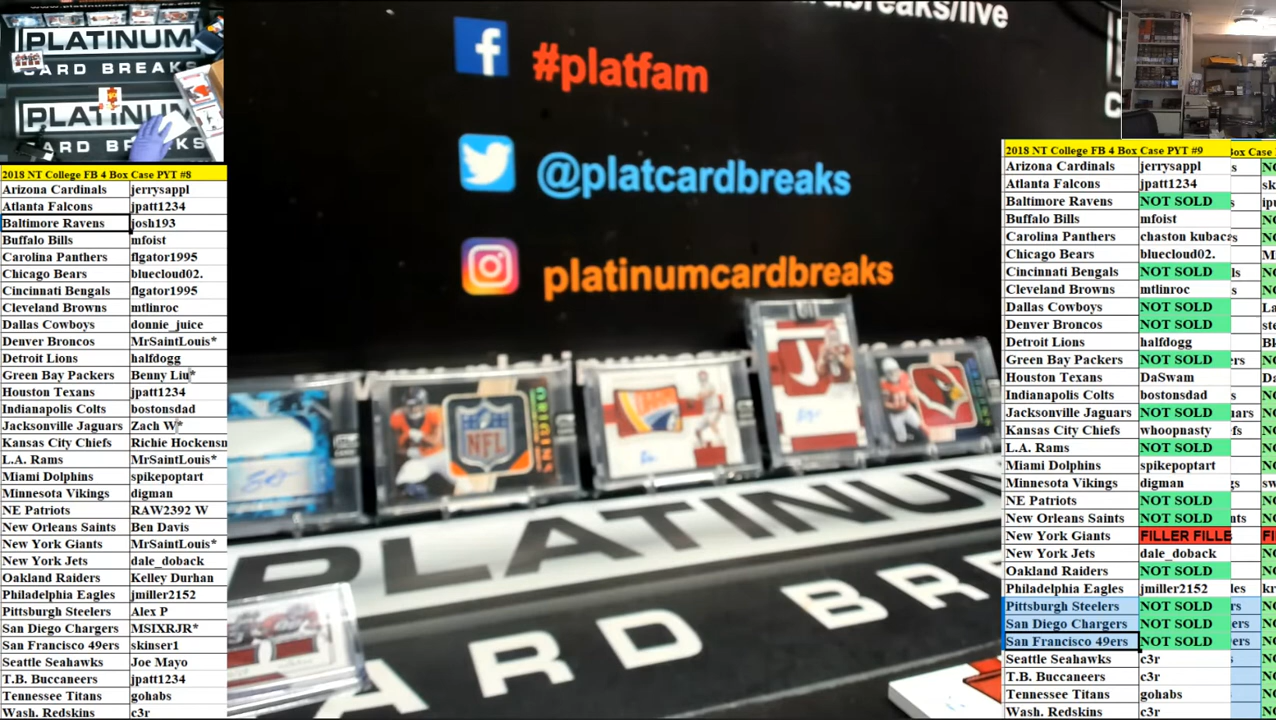 PLATINUM
CARD BREAKS
PLATINUM
CARD BREAKS
2018 NT College FB 4 Box Case PYT #8
Arizona Cardinals jerrysappl
Atlanta Falcons jpatt1234
Baltimore Ravens josh193
Buffalo Bills mfoist
Carolina Panthers flgator1995
Chicago Bears bluecloud02.
Cincinnati Bengals flgator1995
Cleveland Browns mtlinroc
Dallas Cowboys donnie_juice
Denver Broncos MrSaintLouis*
Detroit Lions halfdogg
Green Bay Packers Benny Liu*
Houston Texans jpatt1234
Indianapolis Colts bostonsdad
Jacksonville Jaguars Zach W*
Kansas City Chiefs Richie Hockensn
L.A. Rams MrSaintLouis*
Miami Dolphins spikepoptart
Minnesota Vikings digman
NE Patriots RAW2392 W
New Orleans Saints Ben Davis
New York Giants MrSaintLouis*
New York Jets dale_doback
Oakland Raiders Kelley Durhan
Philadelphia Eagles jmiller2152
Pittsburgh Steelers Alex P
San Diego Chargers MSIXRJR*
San Francisco 49ers skinser1
Seattle Seahawks Joe Mayo
T.B. Buccaneers jpatt1234
Tennessee Titans gohabs
Wash. Redskins c3r
dbreaks/live
#platfam
@platcardbreaks
platinumcardbreaks
NFL
PLATINUM
CARD BRE
2018 NT College FB 4 Box Case PYT #9
Arizona Cardinals jerrysappl
Atlanta Falcons jpatt1234
Baltimore Ravens NOT SOLD
Buffalo Bills mfoist
Carolina Panthers chaston kubacs
Chicago Bears bluecloud02.
Cincinnati Bengals NOT SOLD
Cleveland Browns mtlinroc
Dallas Cowboys NOT SOLD
Denver Broncos NOT SOLD
Detroit Lions halfdogg
Green Bay Packers NOT SOLD
Houston Texans DaSwam
Indianapolis Colts bostonsdad
Jacksonville Jaguars NOT SOLD
Kansas City Chiefs whoopnasty
L.A. Rams NOT SOLD
Miami Dolphins spikepoptart
Minnesota Vikings digman
NE Patriots NOT SOLD
New Orleans Saints NOT SOLD
New York Giants FILLER FILLE
New York Jets dale_doback
Oakland Raiders NOT SOLD
Philadelphia Eagles jmiller2152
Pittsburgh Steelers NOT SOLD
San Diego Chargers NOT SOLD
San Francisco 49ers NOT SOLD
Seattle Seahawks c3r
T.B. Buccaneers c3r
Tennessee Titans gohabs
Wash. Redskins c3r